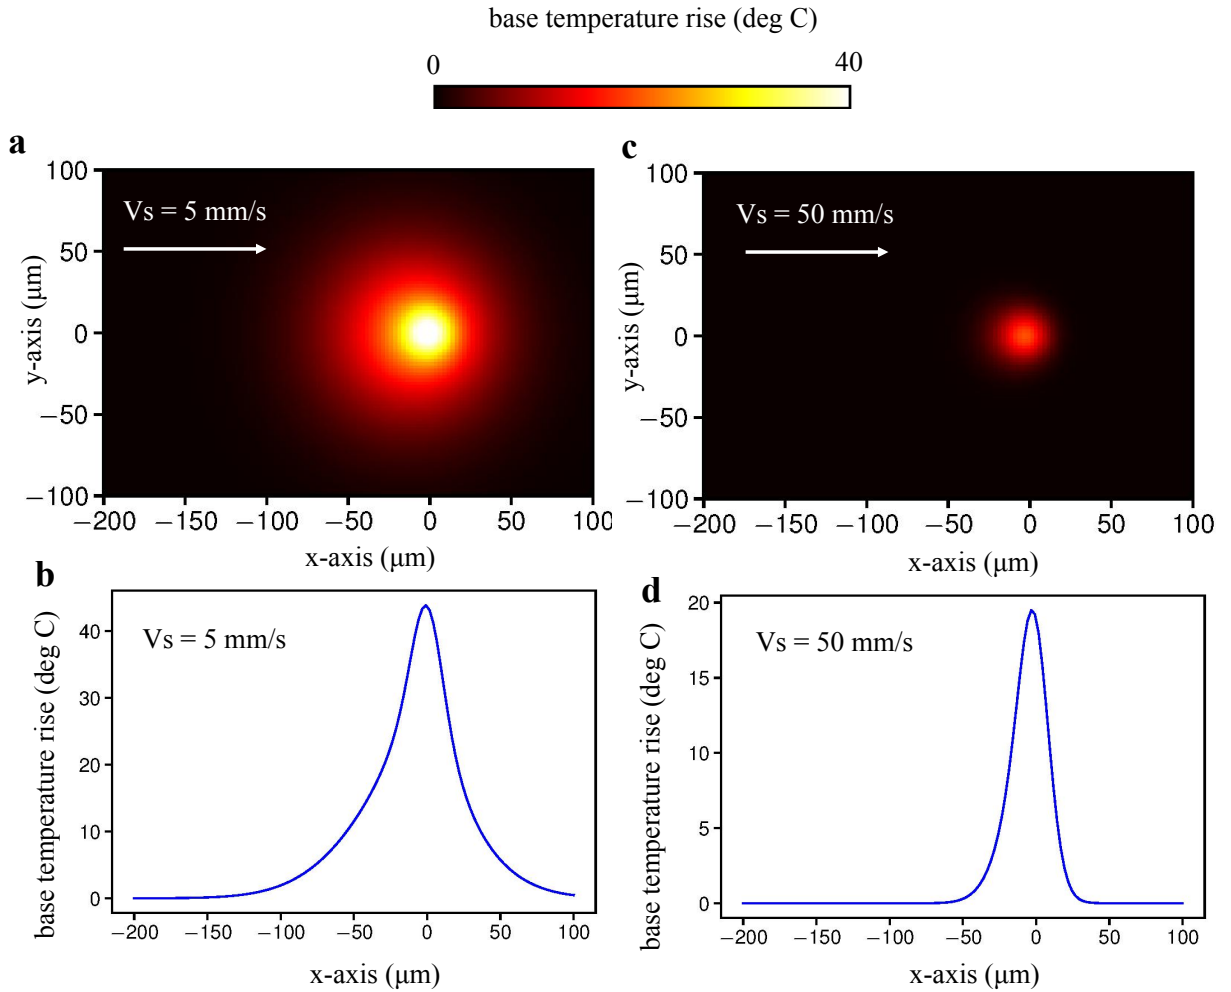 base temperature rise (deg C)
0 40
a
Vs = 5 mm/s
100
50
0
−50
−100
y-axis (μm)
−200 −150 −100 −50 0 50 100
x-axis (μm)
c
Vs = 50 mm/s
100
50
0
−50
−100
y-axis (μm)
−200 −150 −100 −50 0 50 100
x-axis (μm)
b
Vs = 5 mm/s
40
30
20
10
0
base temperature rise (deg C)
−200 −150 −100 −50 0 50 100
x-axis (μm)
d
Vs = 50 mm/s
20
15
10
5
0
base temperature rise (deg C)
−200 −150 −100 −50 0 50 100
x-axis (μm)